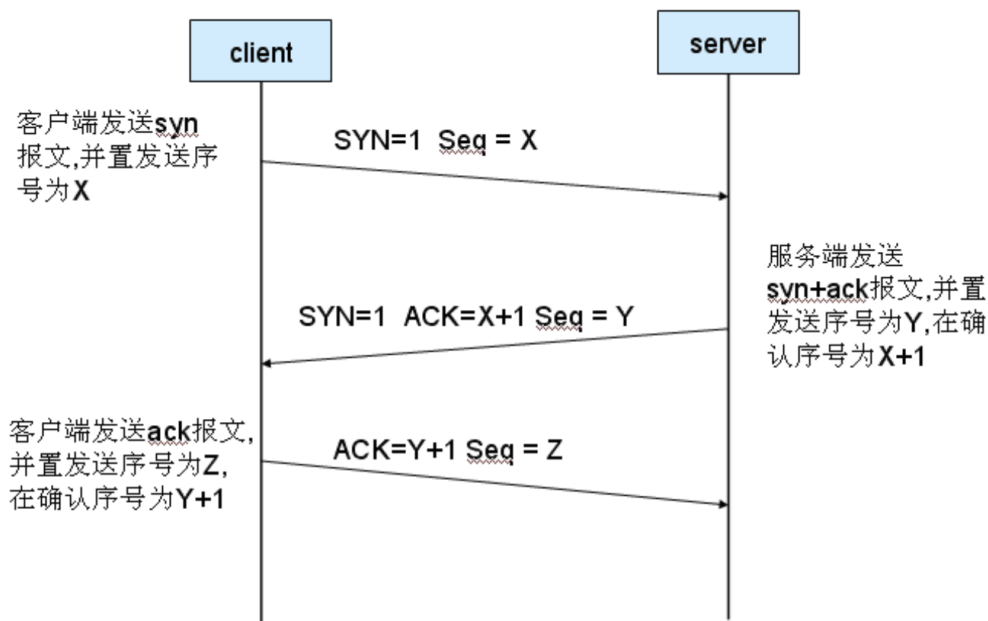 client
server
客户端发送syn
报文,并置发送序
号为X
SYN=1 Seq = X
服务端发送
syn+ack报文,并置
发送序号为Y,在确
认序号为X+1
SYN=1 ACK=X+1 Seq = Y
客户端发送ack报文,
并置发送序号为Z,
在确认序号为Y+1
ACK=Y+1 Seq = Z